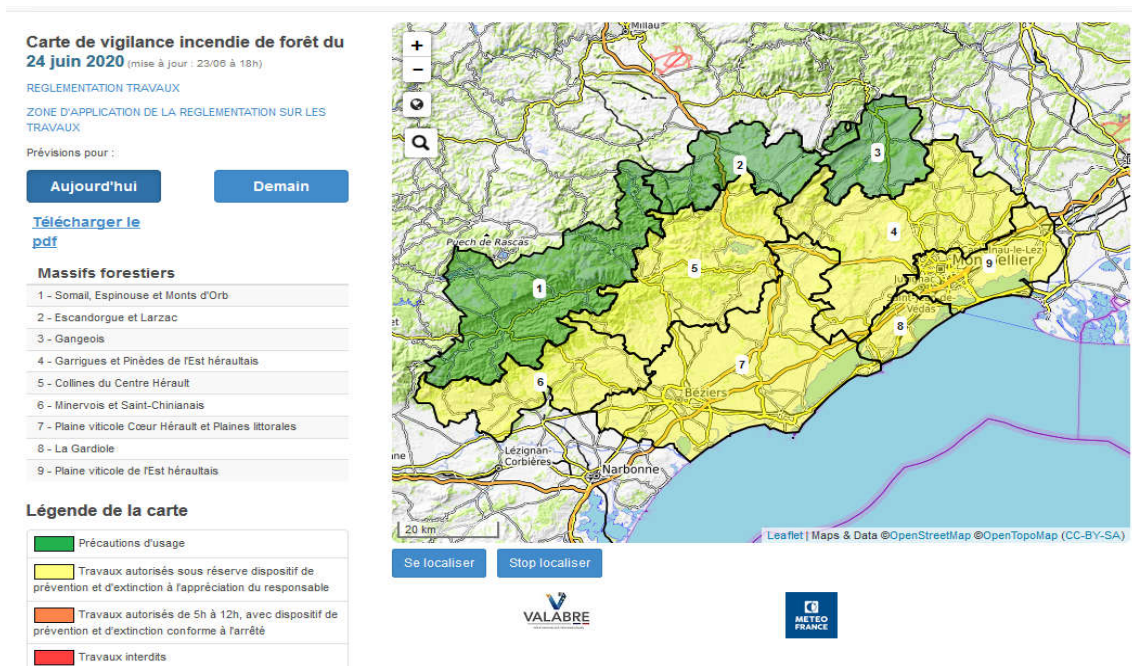 Carte de vigilance incendie de forêt du
24 juin 2020 (mise à jour : 23/06 à 18h)
REGLEMENTATION TRAVAUX
ZONE D'APPLICATION DE LA REGLEMENTATION SUR LES
TRAVAUX
Prévisions pour :
Aujourd'hui
Demain
Télécharger le
pdf
Massifs forestiers
1 - Somail, Espinouse et Monts d'Orb
2 - Escandorgue et Larzac
3 - Gangeois
4 - Garrigues et Pinèdes de l'Est héraultais
5 - Collines du Centre Hérault
6 - Minervois et Saint-Chinianais
7 - Plaine viticole Cœur Hérault et Plaines littorales
8 - La Gardiole
9 - Plaine viticole de l'Est héraultais
Légende de la carte
Précautions d'usage
Travaux autorisés sous réserve dispositif de
prévention et d'extinction à l'appréciation du responsable
Travaux autorisés de 5h à 12h, avec dispositif de
prévention et d'extinction conforme à l'arrêté
Travaux interdits
+
−
Millau
3
2
Puech de Rascas
4
Castelnau-le-Lez
Montpellier
9
5
1
8
7
6
Béziers
Lézignan-
Corbières
Narbonne
20 km
Leaflet | Maps & Data ©OpenStreetMap ©OpenTopoMap (CC-BY-SA)
Se localiser
Stop localiser
VALABRE
METEO
FRANCE